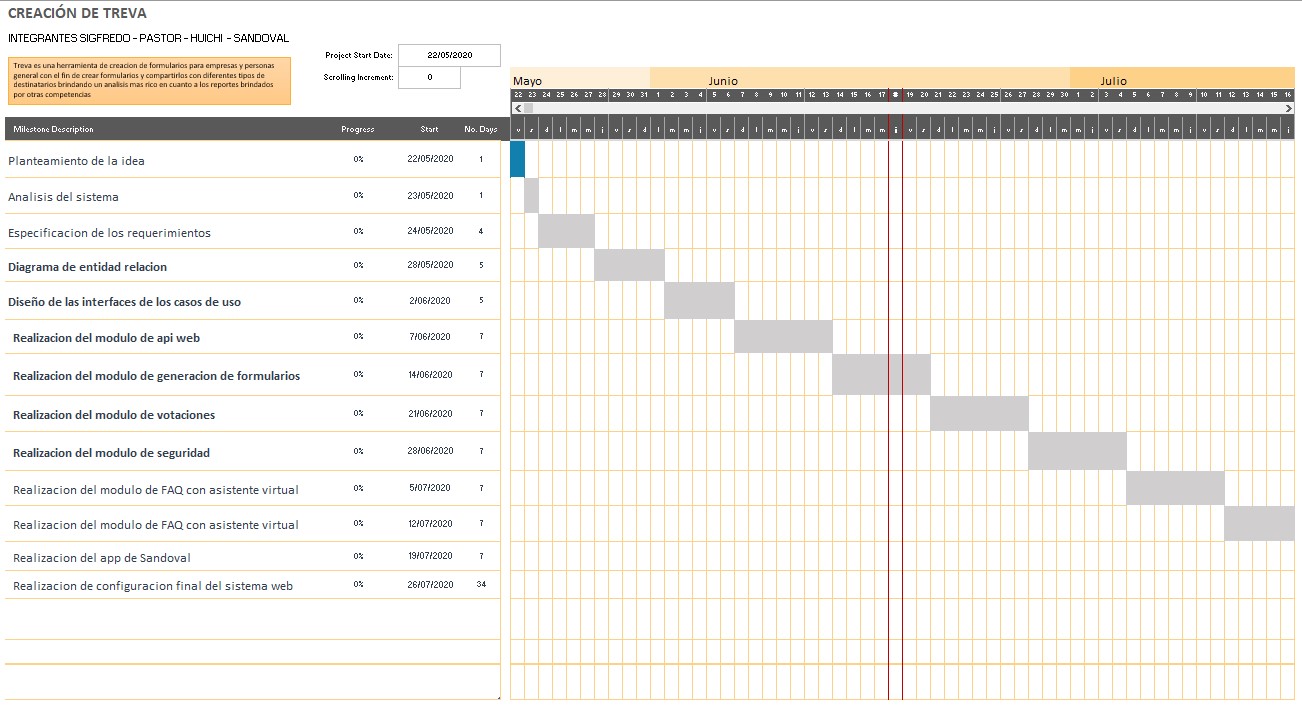 CREACIÓN DE TREVA
INTEGRANTES SIGFREDO - PASTOR - HUICHI - SANDOVAL
Treva es una herramienta de creacion de formularios para empresas y personas
general con el fin de crear formularios y compartirlos con diferentes tipos de
destinatarios brindando un analisis mas rico en cuanto a los reportes brindados
por otras competencias
Project Start Date: 22/05/2020
Scrolling Increment: 0
Mayo Junio Julio
22 23 24 25 26 27 28 29 30 31 1 2 3 4 5 6 7 8 9 10 11 12 13 14 15 16 17 18 19 20 21 22 23 24 25 26 27 28 29 30 1 2 3 4 5 6 7 8 9 10 11 12 13 14 15 16
Milestone Description Progress Start No. Days v s d l m m j v s d l m m j v s d l m m j v s d l m m j v s d l m m j v s d l m m j v s d l m m j v s d l m m j
Planteamiento de la idea 0% 22/05/2020 1
Analisis del sistema 0% 23/05/2020 1
Especificacion de los requerimientos 0% 24/05/2020 4
Diagrama de entidad relacion 0% 28/05/2020 5
Diseño de las interfaces de los casos de uso 0% 2/06/2020 5
Realizacion del modulo de api web 0% 7/06/2020 7
Realizacion del modulo de generacion de formularios 0% 14/06/2020 7
Realizacion del modulo de votaciones 0% 21/06/2020 7
Realizacion del modulo de seguridad 0% 28/06/2020 7
Realizacion del modulo de FAQ con asistente virtual 0% 5/07/2020 7
Realizacion del modulo de FAQ con asistente virtual 0% 12/07/2020 7
Realizacion del app de Sandoval 0% 19/07/2020 7
Realizacion de configuracion final del sistema web 0% 26/07/2020 34